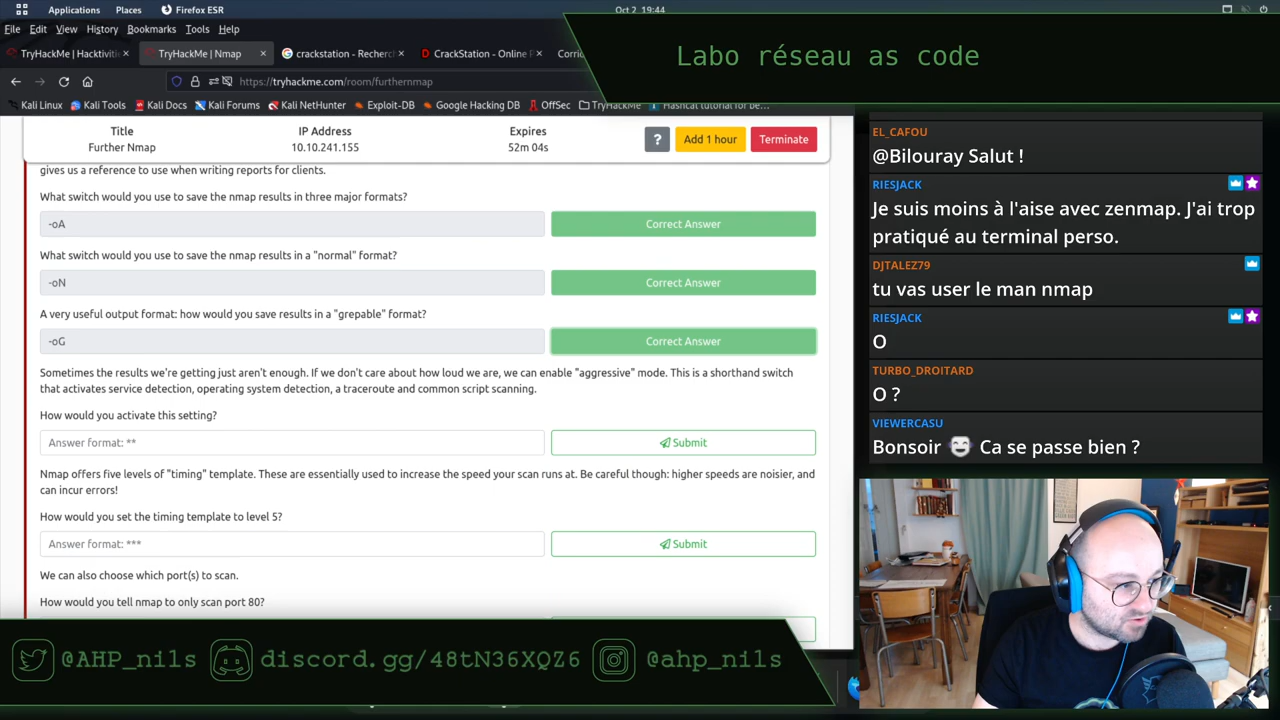 Applications Places Firefox ESR
Oct 2 19:44
File Edit View History Bookmarks Tools Help
TryHackMe | Hacktiviti
TryHackMe | Nmap
crackstation - Recherch
CrackStation - Online P
Corri
https://tryhackme.com/room/furthernmap
Kali Linux Kali Tools Kali Docs Kali Forums Kali NetHunter Exploit-DB Google Hacking DB OffSec TryHackMe Hashcat tutorial for be…
Labo réseau as code
Title IP Address Expires
Further Nmap 10.10.241.155 52m 04s
? Add 1 hour Terminate
gives us a reference to use when writing reports for clients.
What switch would you use to save the nmap results in three major formats?
-oA Correct Answer
What switch would you use to save the nmap results in a "normal" format?
-oN Correct Answer
A very useful output format: how would you save results in a "grepable" format?
-oG Correct Answer
Sometimes the results we're getting just aren't enough. If we don't care about how loud we are, we can enable "aggressive" mode. This is a shorthand switch
that activates service detection, operating system detection, a traceroute and common script scanning.
How would you activate this setting?
Answer format: ** Submit
Nmap offers five levels of "timing" template. These are essentially used to increase the speed your scan runs at. Be careful though: higher speeds are noisier, and
can incur errors!
How would you set the timing template to level 5?
Answer format: *** Submit
We can also choose which port(s) to scan.
How would you tell nmap to only scan port 80?
EL_CAFOU
@Bilouray Salut !
RIESJACK
Je suis moins à l'aise avec zenmap. J'ai trop
pratiqué au terminal perso.
DJTALEZ79
tu vas user le man nmap
RIESJACK
O
TURBO_DROITARD
O ?
VIEWERCASU
Bonsoir Ca se passe bien ?
@AHP_nils discord.gg/48tN36XQZ6 @ahp_nils